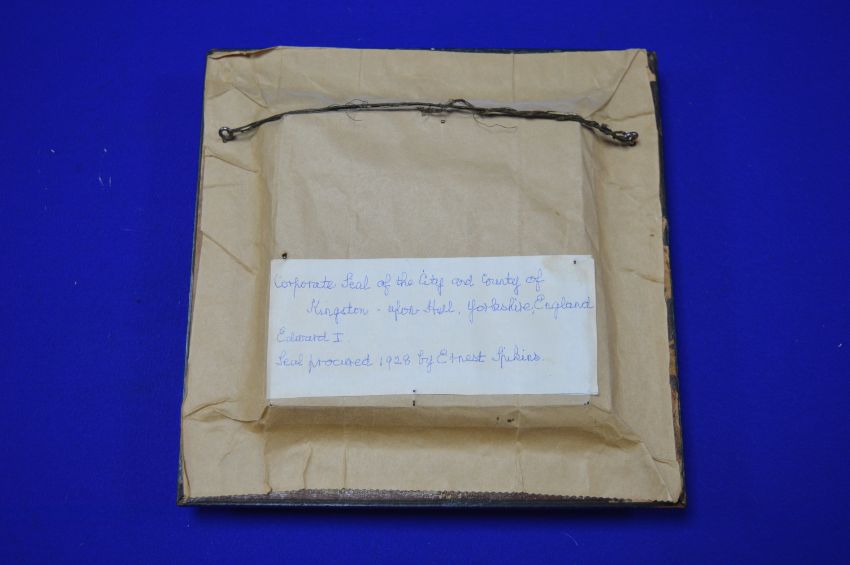 Corporate Seal of the City and County of
Kingston - upon Hull, Yorkshire, England
Edward I.
Seal procured 1928 by Ernest Spikins.